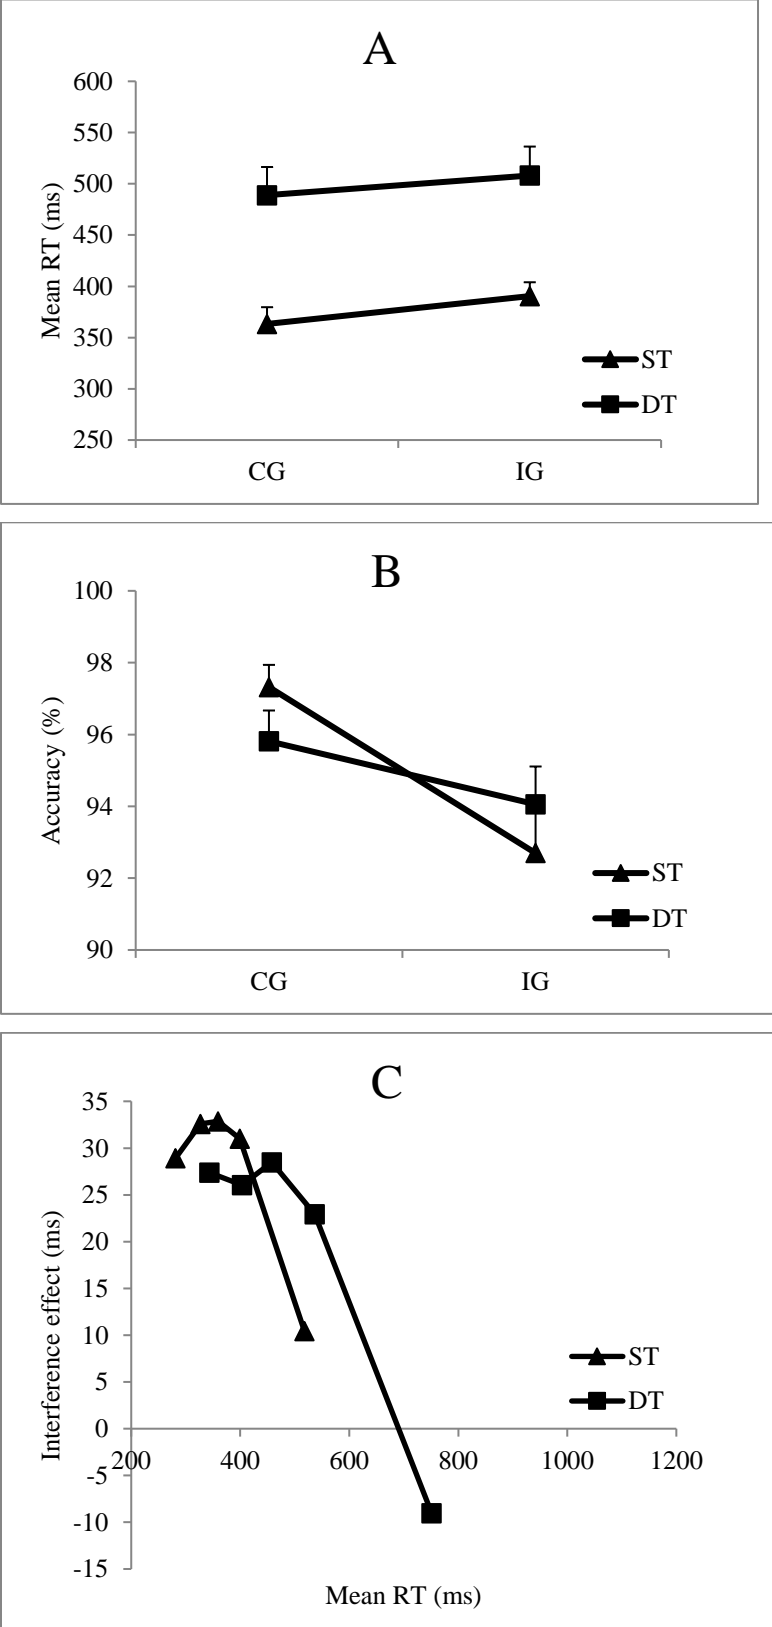 A
600
550
500
450
400
350
300
250
Mean RT (ms)
CG IG
ST
DT
B
100
98
96
94
92
90
Accuracy (%)
CG IG
ST
DT
C
35
30
25
20
15
10
5
0
-5
-10
-15
Interference effect (ms)
200 400 600 800 1000 1200
Mean RT (ms)
ST
DT